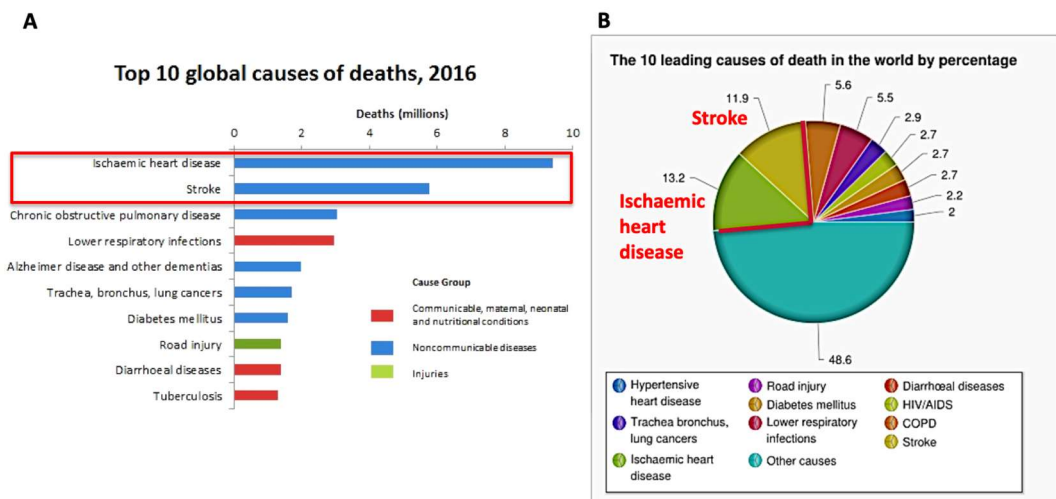 A
Top 10 global causes of deaths, 2016
Deaths (millions)
0 2 4 6 8 10
Ischaemic heart disease
Stroke
Chronic obstructive pulmonary disease
Lower respiratory infections
Alzheimer disease and other dementias
Trachea, bronchus, lung cancers
Diabetes mellitus
Road injury
Diarrhoeal diseases
Tuberculosis
Cause Group
Communicable, maternal, neonatal
and nutritional conditions
Noncommunicable diseases
Injuries
B
The 10 leading causes of death in the world by percentage
Stroke
Ischaemic
heart
disease
11.9
13.2
5.6
5.5
2.9
2.7
2.7
2.7
2.2
2
48.6
Hypertensive
heart disease
Trachea bronchus,
lung cancers
Ischaemic heart
disease
Road injury
Diabetes mellitus
Lower respiratory
infections
Other causes
Diarrhœal diseases
HIV/AIDS
COPD
Stroke